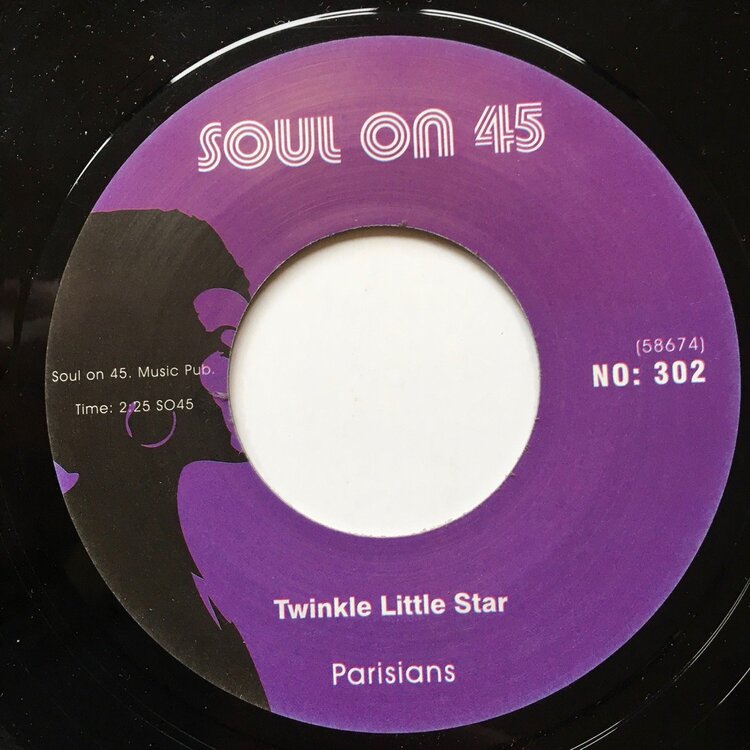 SOUL ON 45
(58674)
NO: 302
Soul on 45. Music Pub.
Time: 2:25 SO45
Twinkle Little Star
Parisians